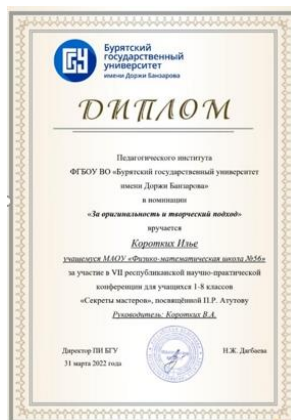 Бурятский
государственный
университет
имени Доржи Банзарова
ДИПЛОМ
Педагогического института
ФГБОУ ВО «Бурятский государственный университет
имени Доржи Банзарова»
в номинации
«За оригинальность и творческий подход»
вручается
Коротких Илье
учащемуся МАОУ «Физико-математическая школа №56»
за участие в VII республиканской научно-практической
конференции для учащихся 1-8 классов
«Секреты мастеров», посвящённой П.Р. Атутову
Руководитель: Коротких В.А.
Директор ПИ БГУ Н.Ж. Дагбаева
31 марта 2022 года